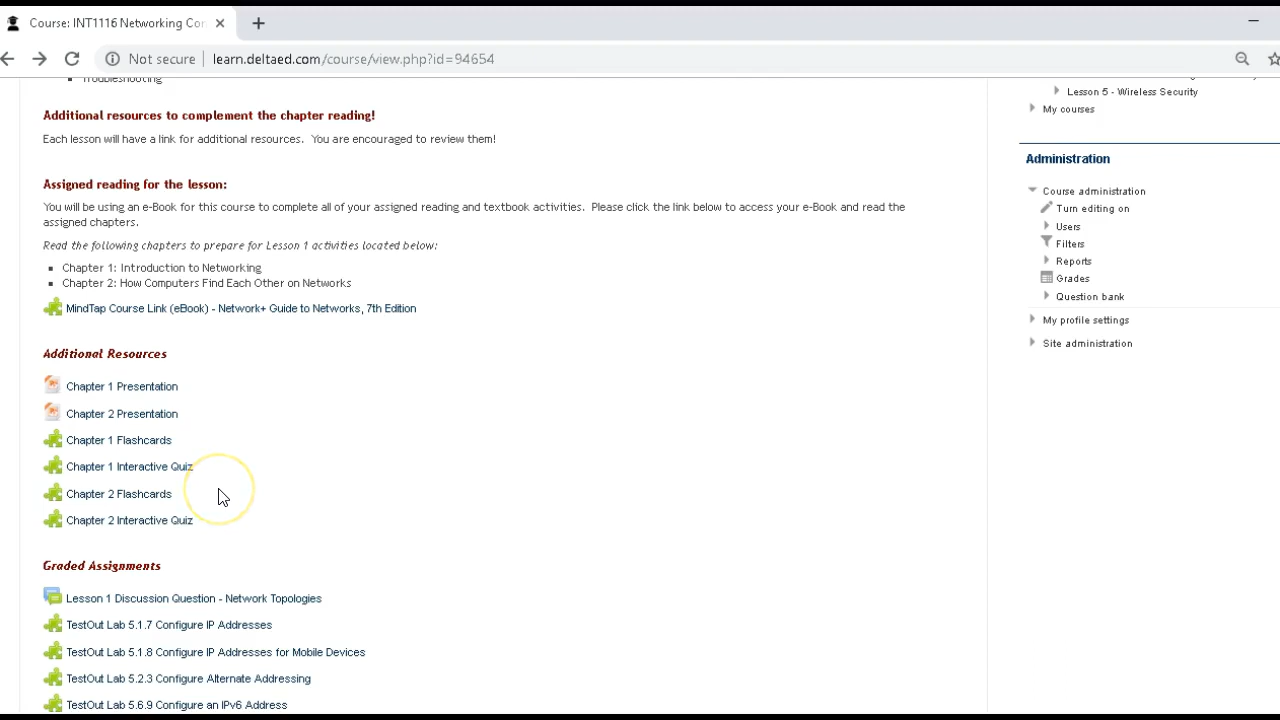 Course: INT1116 Networking Con
Not secure | learn.deltaed.com/course/view.php?id=94654
Troubleshooting
Additional resources to complement the chapter reading!
Each lesson will have a link for additional resources. You are encouraged to review them!
Assigned reading for the lesson:
You will be using an e-Book for this course to complete all of your assigned reading and textbook activities. Please click the link below to access your e-Book and read the
assigned chapters.
Read the following chapters to prepare for Lesson 1 activities located below:
Chapter 1: Introduction to Networking
Chapter 2: How Computers Find Each Other on Networks
MindTap Course Link (eBook) - Network+ Guide to Networks, 7th Edition
Additional Resources
Chapter 1 Presentation
Chapter 2 Presentation
Chapter 1 Flashcards
Chapter 1 Interactive Quiz
Chapter 2 Flashcards
Chapter 2 Interactive Quiz
Graded Assignments
Lesson 1 Discussion Question - Network Topologies
TestOut Lab 5.1.7 Configure IP Addresses
TestOut Lab 5.1.8 Configure IP Addresses for Mobile Devices
TestOut Lab 5.2.3 Configure Alternate Addressing
TestOut Lab 5.6.9 Configure an IPv6 Address
Lesson 5 - Wireless Security
My courses
Administration
Course administration
Turn editing on
Users
Filters
Reports
Grades
Question bank
My profile settings
Site administration